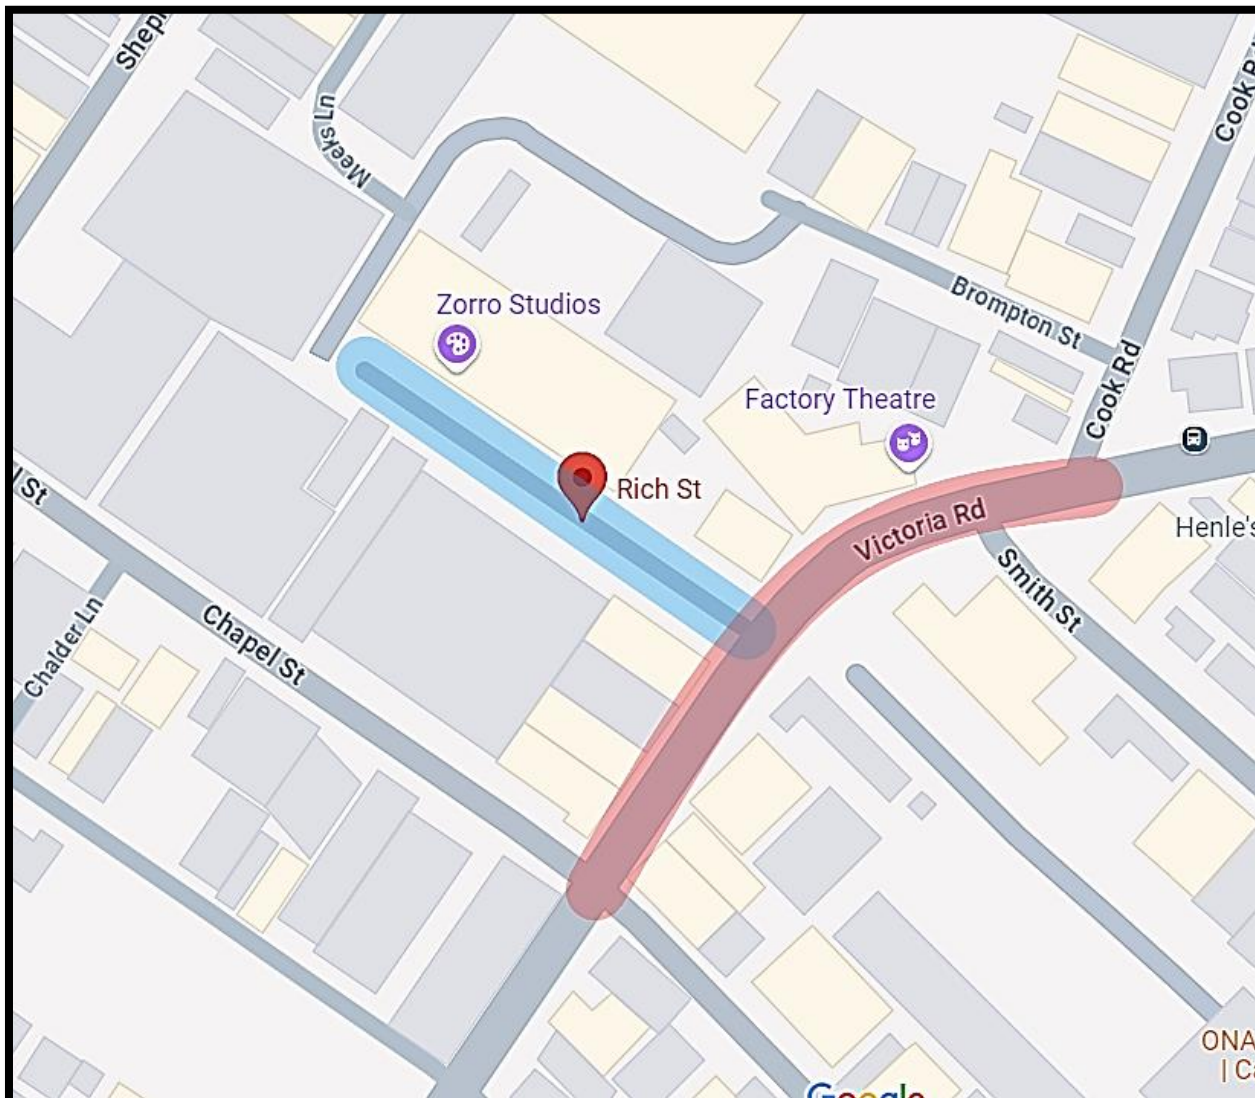 Meeks Ln
Cook Rd
Zorro Studios
Brompton St
Factory Theatre
Cook Rd
Rich St
Victoria Rd
Henle's
Smith St
St
Chalder Ln
Chapel St
ONA
| Ca
Google